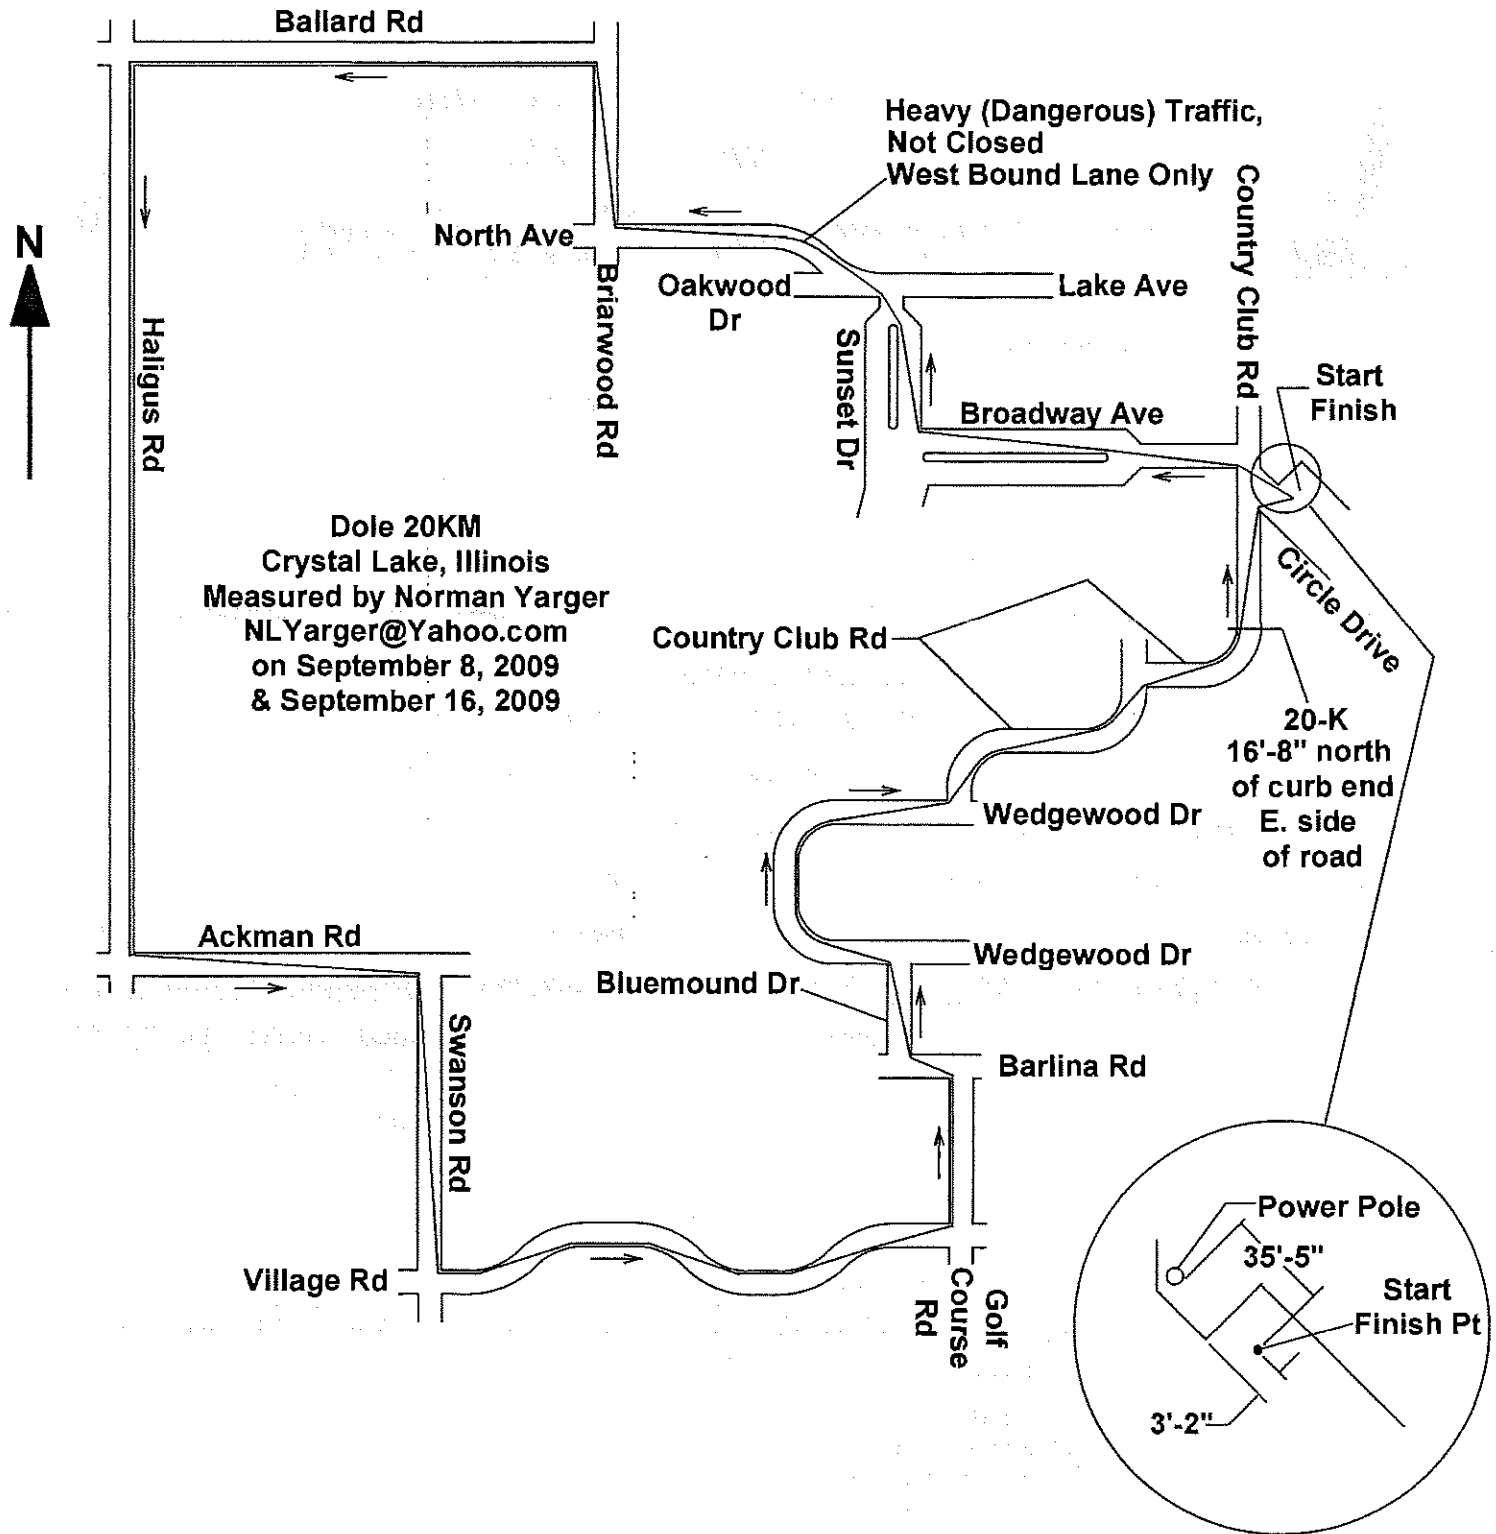 Ballard Rd
Heavy (Dangerous) Traffic,
Not Closed
West Bound Lane Only
Country Club Rd
N
North Ave
Oakwood
Dr
Lake Ave
Haligus Rd
Briarwood Rd
Sunset Dr
Start
Finish
Broadway Ave
Dole 20KM
Crystal Lake, Illinois
Measured by Norman Yarger
NLYarger@Yahoo.com
on September 8, 2009
& September 16, 2009
Circle Drive
Country Club Rd
20-K
16'-8" north
of curb end
E. side
of road
Wedgewood Dr
Ackman Rd
Wedgewood Dr
Bluemound Dr
Swanson Rd
Barlina Rd
Power Pole
35'-5"
Village Rd
Golf
Course
Rd
Start
Finish Pt
3'-2"